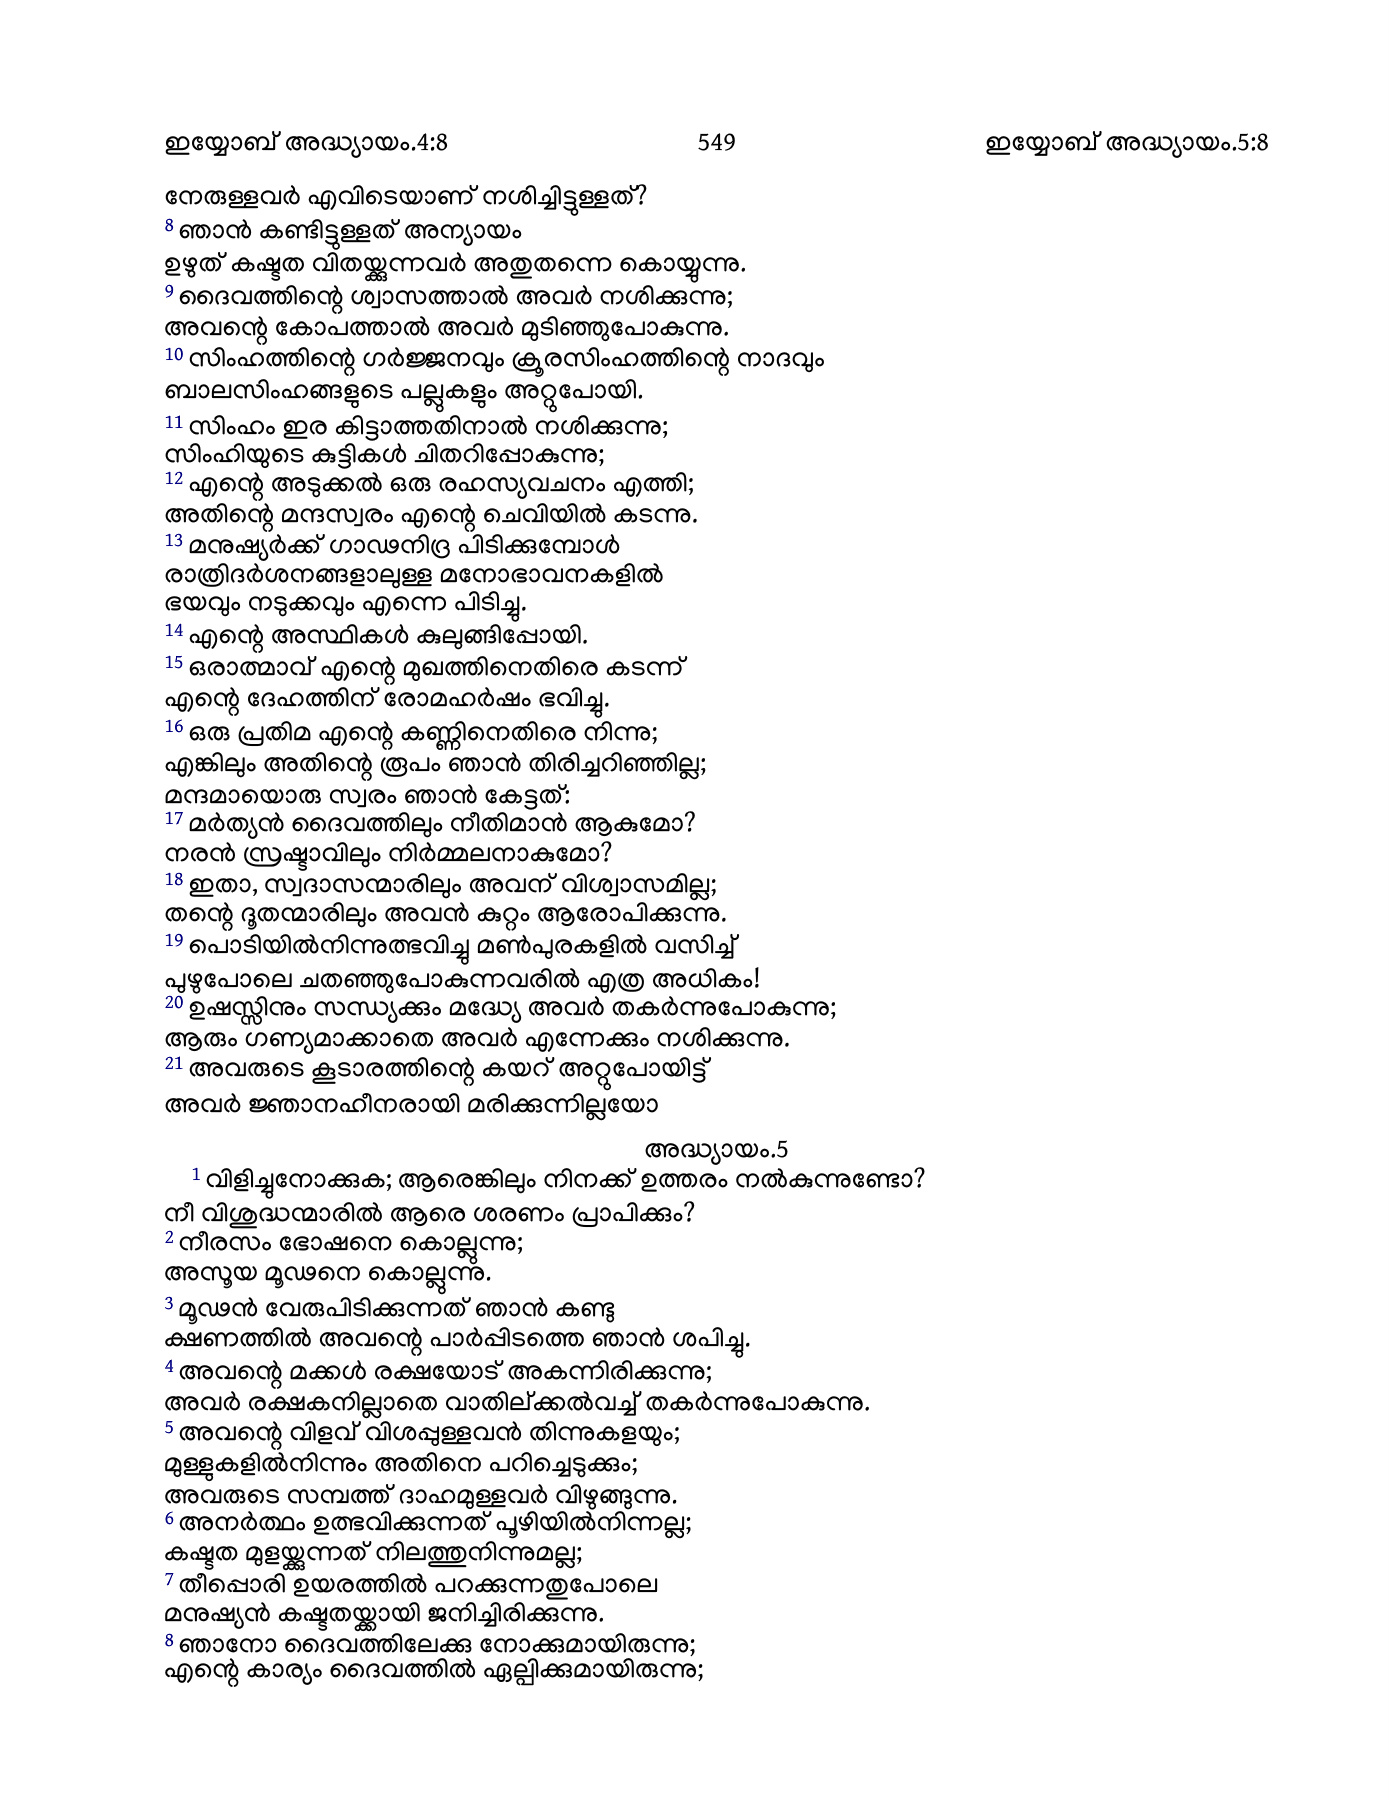 ഇയ്യോബ് അദ്ധ്യായം.4:8 549 ഇയ്യോബ് അദ്ധ്യായം.5:8
നേരുള്ളവർ എവിടെയാണ് നശിച്ചിട്ടുള്ളത്?
8 ഞാൻ കണ്ടിട്ടുള്ളത് അന്യായം
ഉഴുത് കഷ്ടത വിതയ്ക്കുന്നവർ അതുതന്നെ കൊയ്യുന്നു.
9 ദൈവത്തിന്റെ ശ്വാസത്താൽ അവർ നശിക്കുന്നു;
അവന്റെ കോപത്താൽ അവർ മുടിഞ്ഞുപോകുന്നു.
10 സിംഹത്തിന്റെ ഗർജ്ജനവും ക്രൂരസിംഹത്തിന്റെ നാദവും
ബാലസിംഹങ്ങളുടെ പല്ലുകളും അറ്റുപോയി.
11 സിംഹം ഇര കിട്ടാത്തതിനാൽ നശിക്കുന്നു;
സിംഹിയുടെ കുട്ടികൾ ചിതറിപ്പോകുന്നു;
12 എന്റെ അടുക്കൽ ഒരു രഹസ്യവചനം എത്തി;
അതിന്റെ മന്ദസ്വരം എന്റെ ചെവിയിൽ കടന്നു.
13 മനുഷ്യർക്ക് ഗാഢനിദ്ര പിടിക്കുമ്പോൾ
രാത്രിദർശനങ്ങളാലുള്ള മനോഭാവനകളിൽ
ഭയവും നടുക്കവും എന്നെ പിടിച്ചു.
14 എന്റെ അസ്ഥികൾ കുലുങ്ങിപ്പോയി.
15 ഒരാത്മാവ് എന്റെ മുഖത്തിനെതിരെ കടന്ന്
എന്റെ ദേഹത്തിന് രോമഹർഷം ഭവിച്ചു.
16 ഒരു പ്രതിമ എന്റെ കണ്ണിനെതിരെ നിന്നു;
എങ്കിലും അതിന്റെ രൂപം ഞാൻ തിരിച്ചറിഞ്ഞില്ല;
മന്ദമായൊരു സ്വരം ഞാൻ കേട്ടത്:
17 മർത്യൻ ദൈവത്തിലും നീതിമാൻ ആകുമോ?
നരൻ സ്രഷ്ടാവിലും നിർമ്മലനാകുമോ?
18 ഇതാ, സ്വദാസന്മാരിലും അവന് വിശ്വാസമില്ല;
തന്റെ ദൂതന്മാരിലും അവൻ കുറ്റം ആരോപിക്കുന്നു.
19 പൊടിയിൽനിന്നുത്ഭവിച്ചു മൺപുരകളിൽ വസിച്ച്
പുഴുപോലെ ചതഞ്ഞുപോകുന്നവരിൽ എത്ര അധികം!
20 ഉഷസ്സിനും സന്ധ്യക്കും മദ്ധ്യേ അവർ തകർന്നുപോകുന്നു;
ആരും ഗണ്യമാക്കാതെ അവർ എന്നേക്കും നശിക്കുന്നു.
21 അവരുടെ കൂടാരത്തിന്റെ കയറ് അറ്റുപോയിട്ട്
അവർ ജ്ഞാനഹീനരായി മരിക്കുന്നില്ലയോ
അദ്ധ്യായം.5
1 വിളിച്ചുനോക്കുക; ആരെങ്കിലും നിനക്ക് ഉത്തരം നൽകുന്നുണ്ടോ?
നീ വിശുദ്ധന്മാരിൽ ആരെ ശരണം പ്രാപിക്കും?
2 നീരസം ഭോഷനെ കൊല്ലുന്നു;
അസൂയ മൂഢനെ കൊല്ലുന്നു.
3 മൂഢൻ വേരുപിടിക്കുന്നത് ഞാൻ കണ്ടു
ക്ഷണത്തിൽ അവന്റെ പാർപ്പിടത്തെ ഞാൻ ശപിച്ചു.
4 അവന്റെ മക്കൾ രക്ഷയോട് അകന്നിരിക്കുന്നു;
അവർ രക്ഷകനില്ലാതെ വാതില്ക്കൽവച്ച് തകർന്നുപോകുന്നു.
5 അവന്റെ വിളവ് വിശപ്പുള്ളവൻ തിന്നുകളയും;
മുള്ളുകളിൽനിന്നും അതിനെ പറിച്ചെടുക്കും;
അവരുടെ സമ്പത്ത് ദാഹമുള്ളവർ വിഴുങ്ങുന്നു.
6 അനർത്ഥം ഉത്ഭവിക്കുന്നത് പൂഴിയിൽനിന്നല്ല;
കഷ്ടത മുളയ്ക്കുന്നത് നിലത്തുനിന്നുമല്ല;
7 തീപ്പൊരി ഉയരത്തിൽ പറക്കുന്നതുപോലെ
മനുഷ്യൻ കഷ്ടതയ്ക്കായി ജനിച്ചിരിക്കുന്നു.
8 ഞാനോ ദൈവത്തിലേക്കു നോക്കുമായിരുന്നു;
എന്റെ കാര്യം ദൈവത്തിൽ ഏല്പിക്കുമായിരുന്നു;